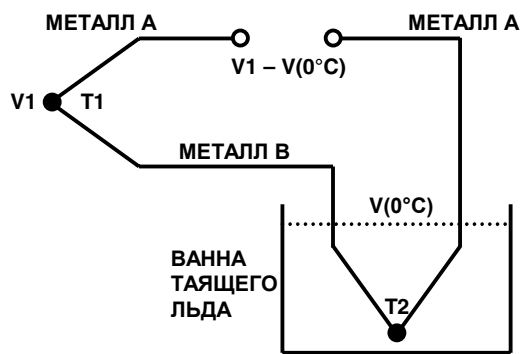 МЕТАЛЛ A
МЕТАЛЛ A
V1 – V(0°C)
V1
T1
МЕТАЛЛ B
V(0°C)
ВАННА
ТАЯЩЕГО
ЛЬДА
T2